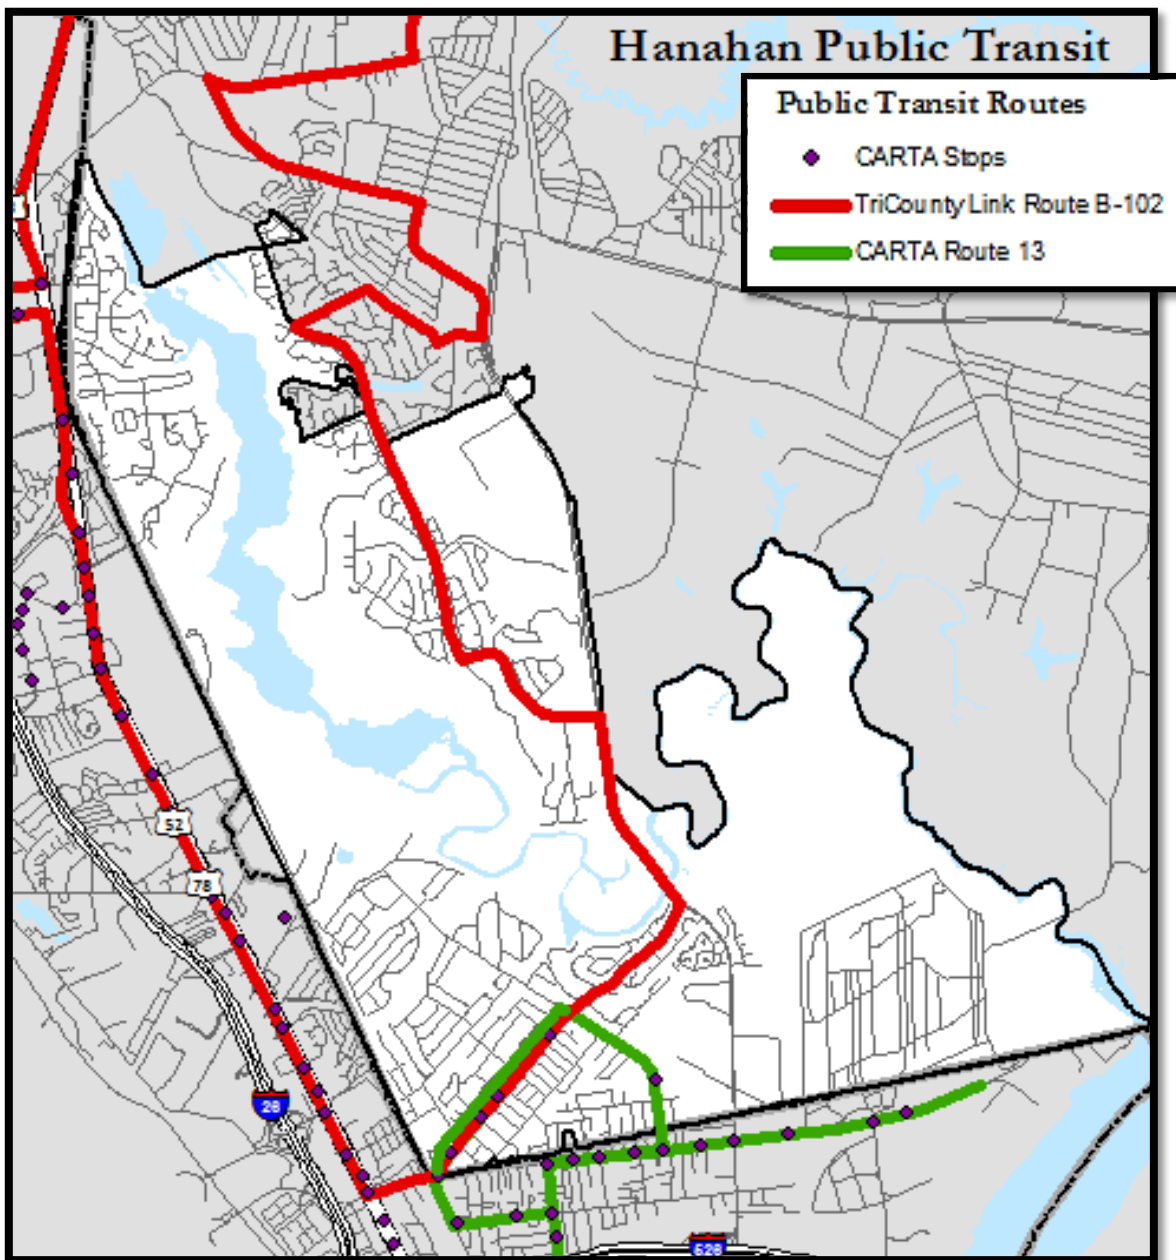 Hanahan Public Transit
Public Transit Routes
CARTA Stops
TriCounty Link Route B-102
CARTA Route 13
52
78
26
526